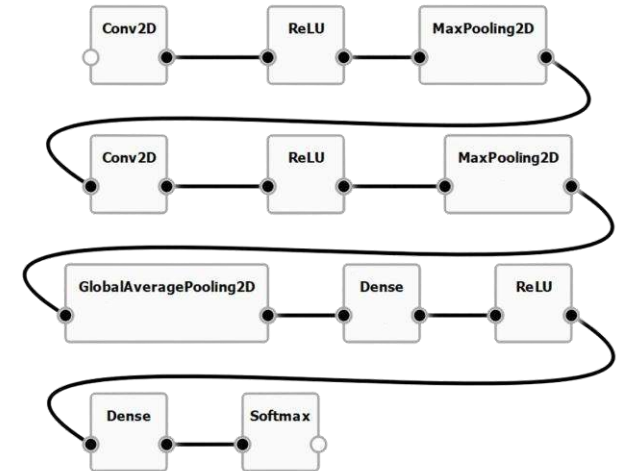 Conv2D ReLU MaxPooling2D
Conv2D ReLU MaxPooling2D
GlobalAveragePooling2D Dense ReLU
Dense Softmax